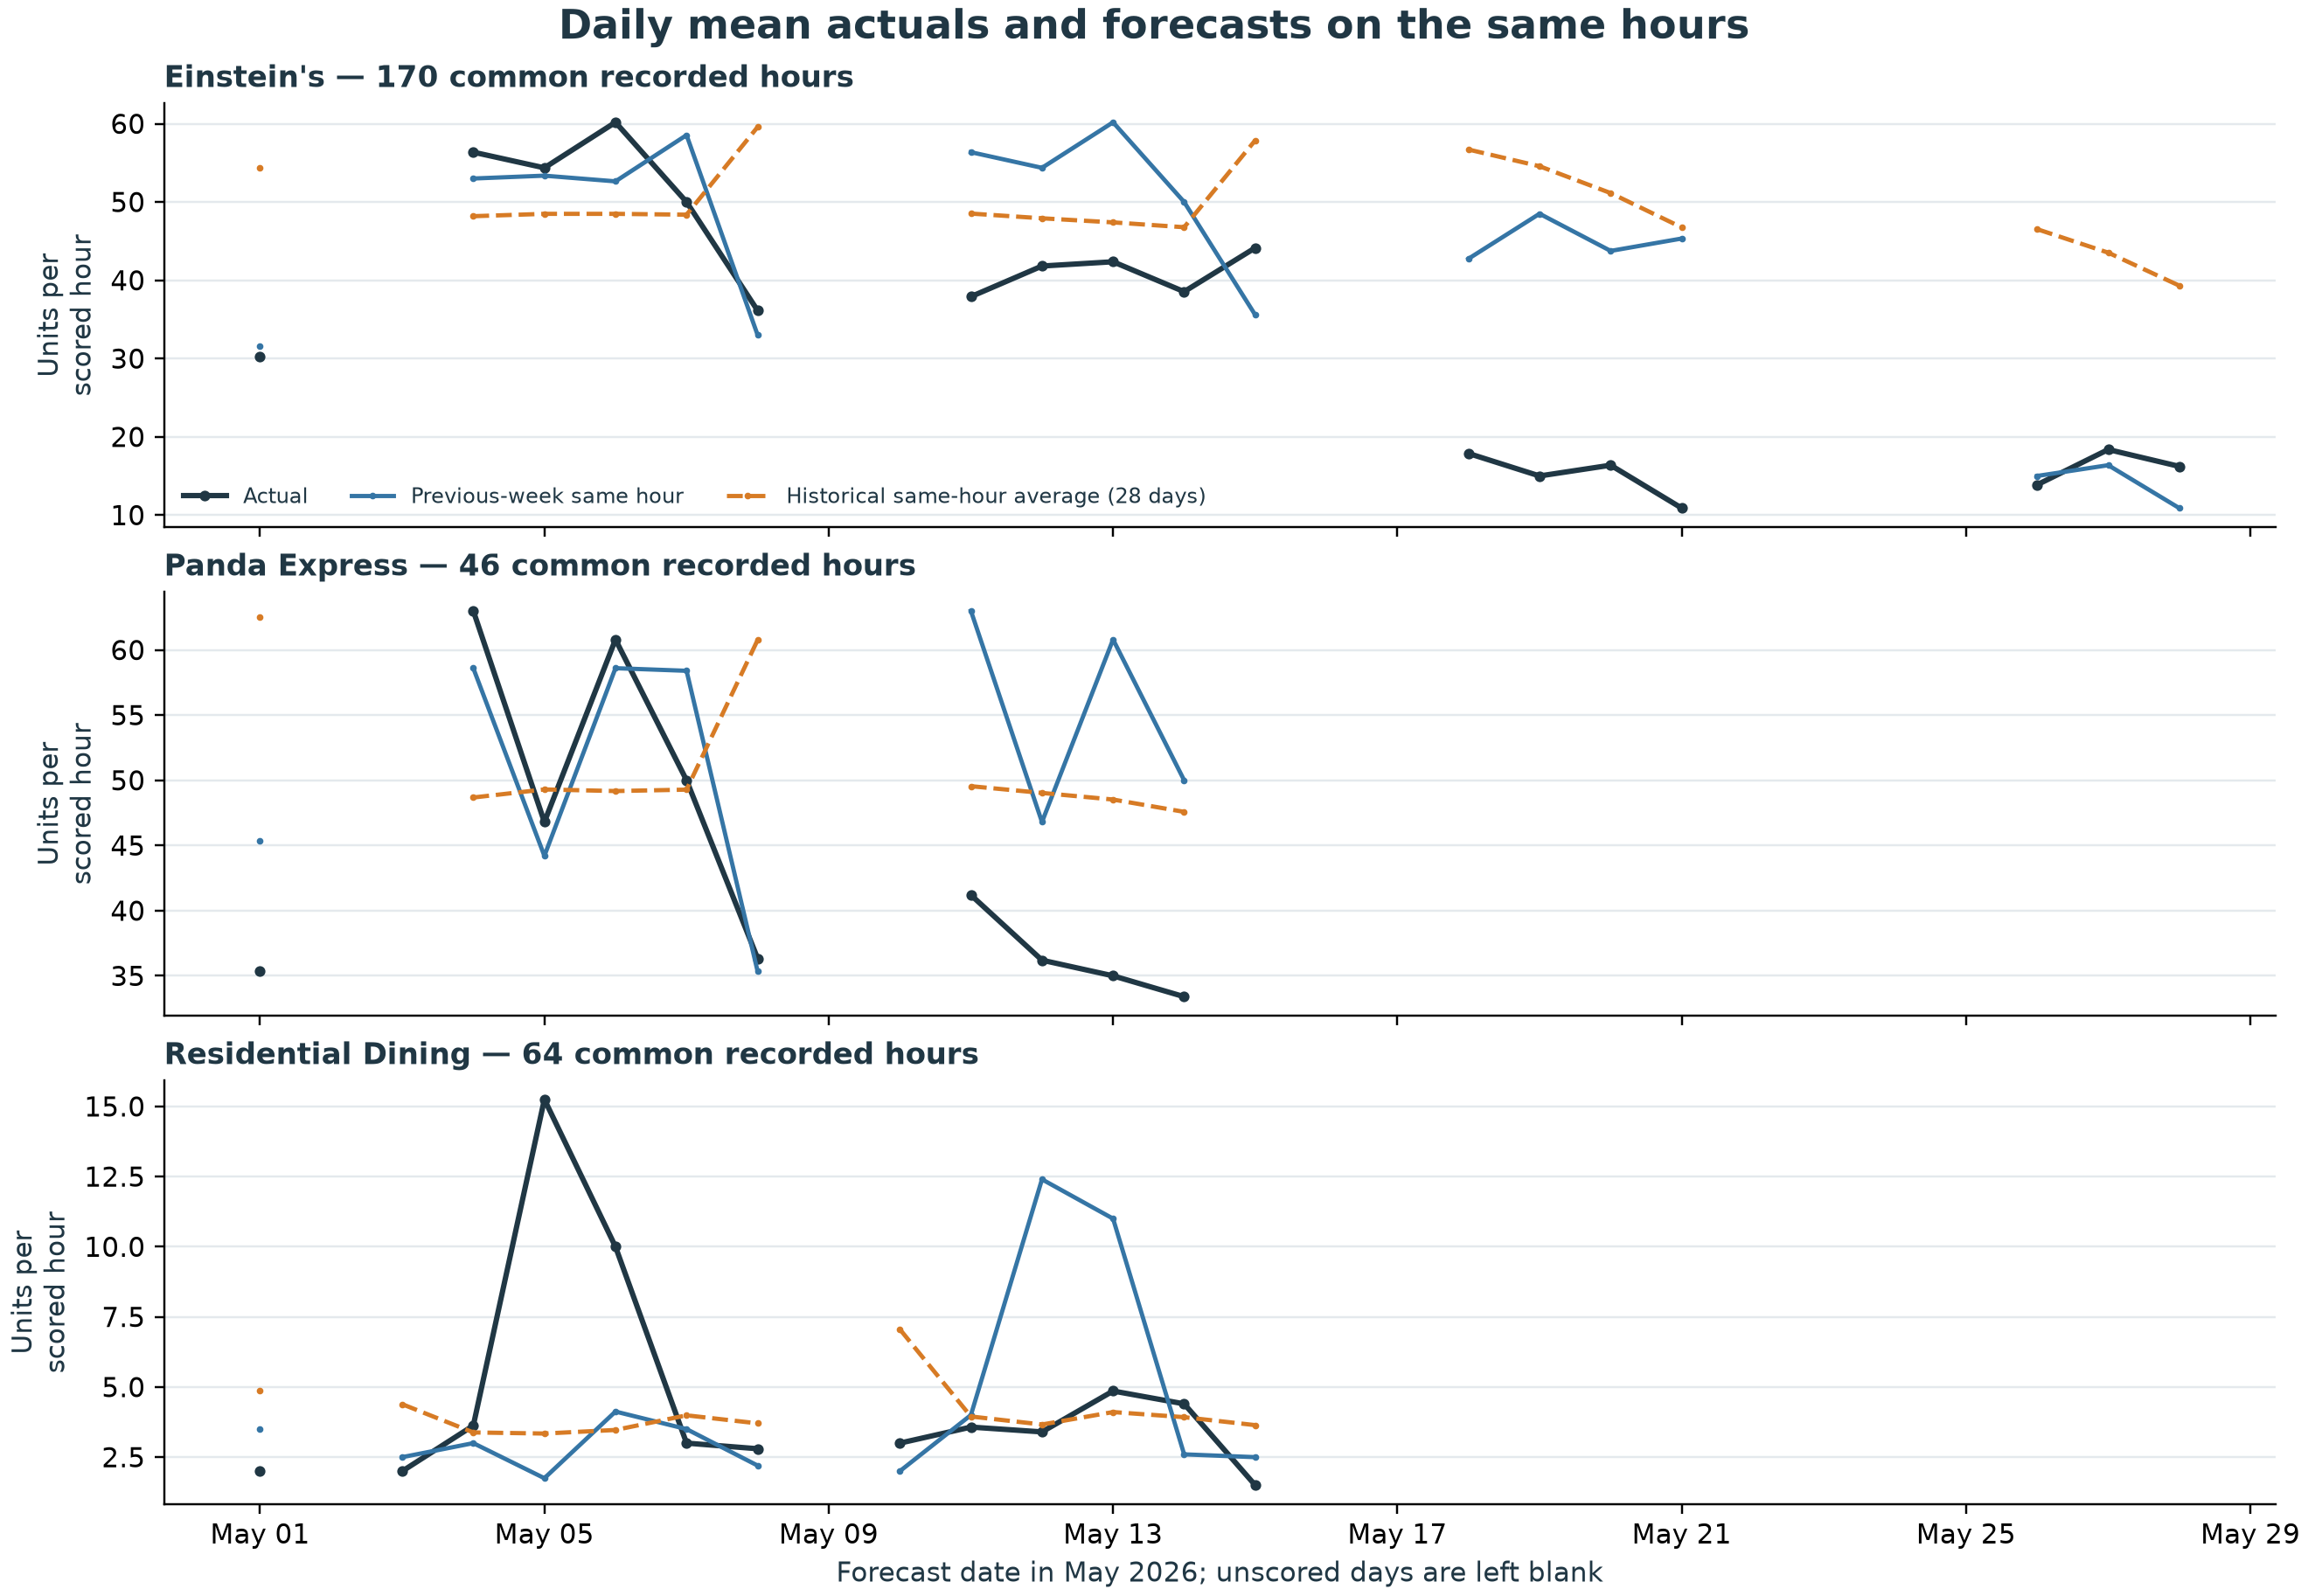 Daily mean actuals and forecasts on the same hours
Einstein's — 170 common recorded hours
60
50
40
30
20
10
Units per
scored hour
Actual
Previous-week same hour
Historical same-hour average (28 days)
Panda Express — 46 common recorded hours
60
55
50
45
40
35
Units per
scored hour
Residential Dining — 64 common recorded hours
15.0
12.5
10.0
7.5
5.0
2.5
Units per
scored hour
May 01
May 05
May 09
May 13
May 17
May 21
May 25
May 29
Forecast date in May 2026; unscored days are left blank